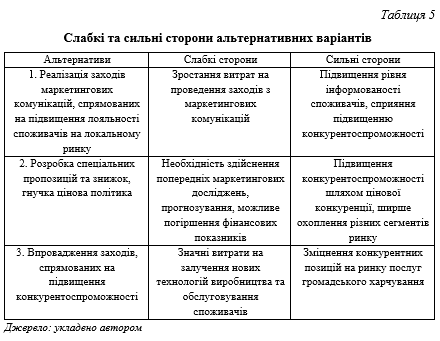 Таблиця 5
Слабкі та сильні сторони альтернативних варіантів
Альтернативи
Слабкі сторони
Сильні сторони
1. Реалізація заходів
маркетингових
комунікацій, спрямованих
на підвищення лояльності
споживачів на локальному
ринку
Зростання витрат на
проведення заходів з
маркетингових
комунікацій
Підвищення рівня
інформованості
споживачів, сприяння
підвищенню
конкурентоспроможності
2. Розробка спеціальних
пропозицій та знижок,
гнучка цінова політика
Необхідність здійснення
попередніх маркетингових
досліджень,
прогнозування, можливе
погіршення фінансових
показників
Підвищення
конкурентоспроможності
шляхом цінової
конкуренції, ширше
охоплення різних сегментів
ринку
3. Впровадження заходів,
спрямованих на
підвищення
конкурентоспроможності
Значні витрати на
залучення нових
технологій виробництва та
обслуговування
споживачів
Зміцнення конкурентних
позицій на ринку послуг
громадського харчування
Джерело: укладено автором